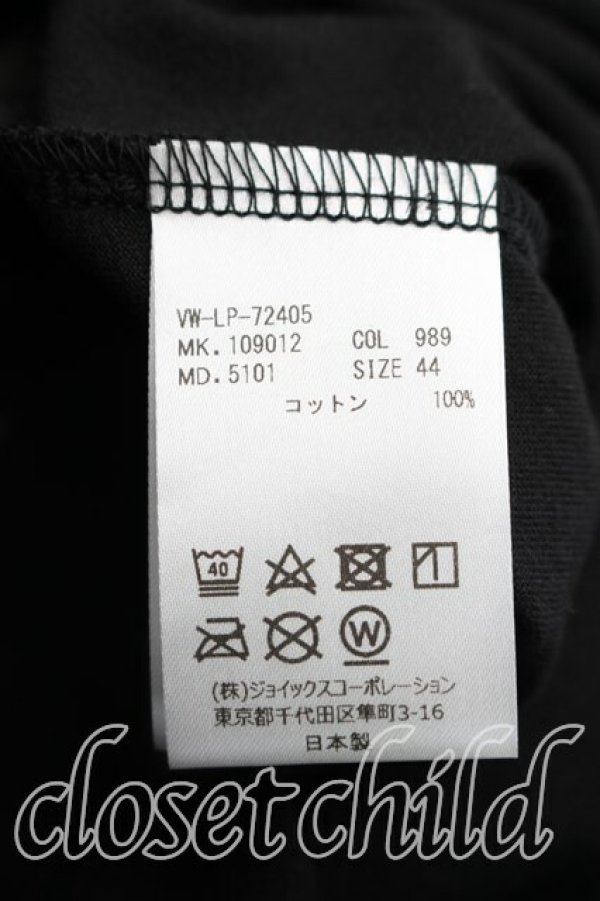 VW-LP-72405
MK. 109012 COL 989
MD. 5101 SIZE 44
コットン 100%
40
W
(株)ジョイックスコーポレーション
東京都千代田区隼町3-16
日本製
closet child